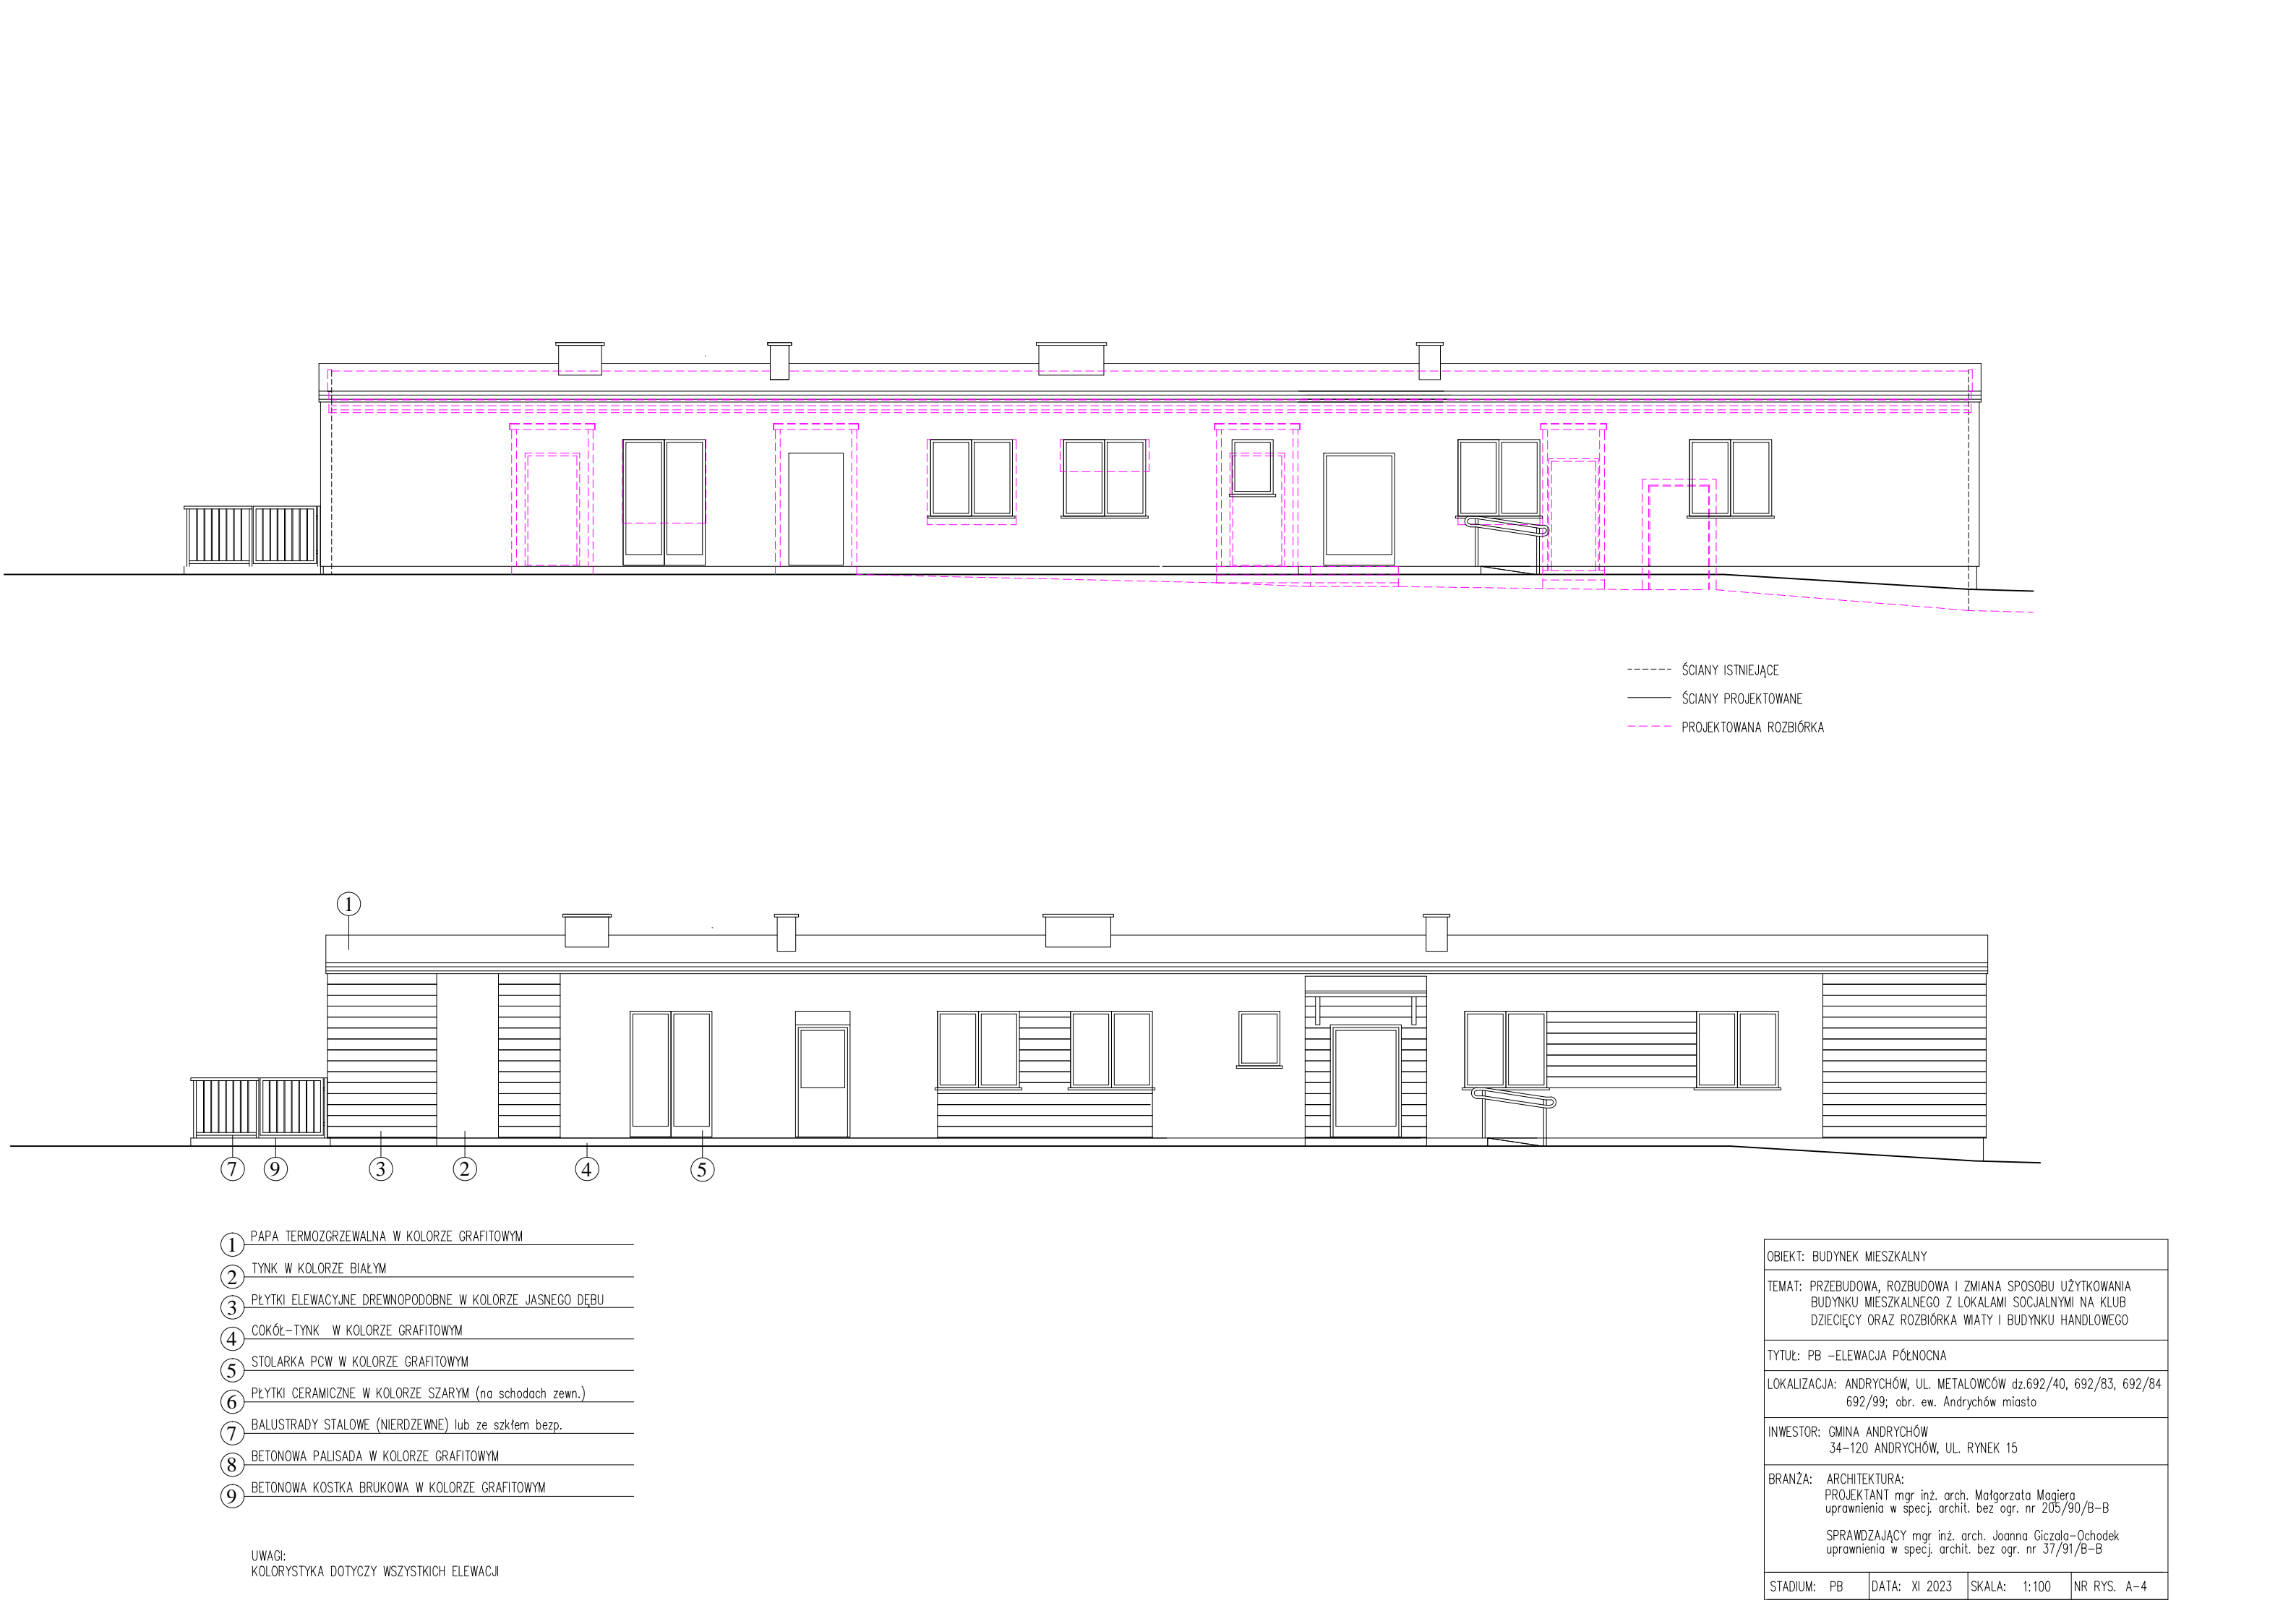 ŚCIANY ISTNIEJĄCE
ŚCIANY PROJEKTOWANE
PROJEKTOWANA ROZBIÓRKA
1
7
9
3
2
4
5
1 PAPA TERMOZGRZEWALNA W KOLORZE GRAFITOWYM
2 TYNK W KOLORZE BIAŁYM
3 PŁYTKI ELEWACYJNE DREWNOPODOBNE W KOLORZE JASNEGO DĘBU
4 COKÓŁ-TYNK W KOLORZE GRAFITOWYM
5 STOLARKA PCW W KOLORZE GRAFITOWYM
6 PŁYTKI CERAMICZNE W KOLORZE SZARYM (na schodach zewn.)
7 BALUSTRADY STALOWE (NIERDZEWNE) lub ze szkłem bezp.
8 BETONOWA PALISADA W KOLORZE GRAFITOWYM
9 BETONOWA KOSTKA BRUKOWA W KOLORZE GRAFITOWYM
UWAGI:
KOLORYSTYKA DOTYCZY WSZYSTKICH ELEWACJI
OBIEKT: BUDYNEK MIESZKALNY
TEMAT: PRZEBUDOWA, ROZBUDOWA I ZMIANA SPOSOBU UŻYTKOWANIA
BUDYNKU MIESZKALNEGO Z LOKALAMI SOCJALNYMI NA KLUB
DZIECIĘCY ORAZ ROZBIÓRKA WIATY I BUDYNKU HANDLOWEGO
TYTUŁ: PB -ELEWACJA PÓŁNOCNA
LOKALIZACJA: ANDRYCHÓW, UL. METALOWCÓW dz.692/40, 692/83, 692/84
692/99; obr. ew. Andrychów miasto
INWESTOR: GMINA ANDRYCHÓW
34-120 ANDRYCHÓW, UL. RYNEK 15
BRANŻA: ARCHITEKTURA:
PROJEKTANT mgr inż. arch. Małgorzata Magiera
uprawnienia w specj. archit. bez ogr. nr 205/90/B-B
SPRAWDZAJĄCY mgr inż. arch. Joanna Giczala-Ochodek
uprawnienia w specj. archit. bez ogr. nr 37/91/B-B
STADIUM: PB DATA: XI 2023 SKALA: 1:100 NR RYS. A-4